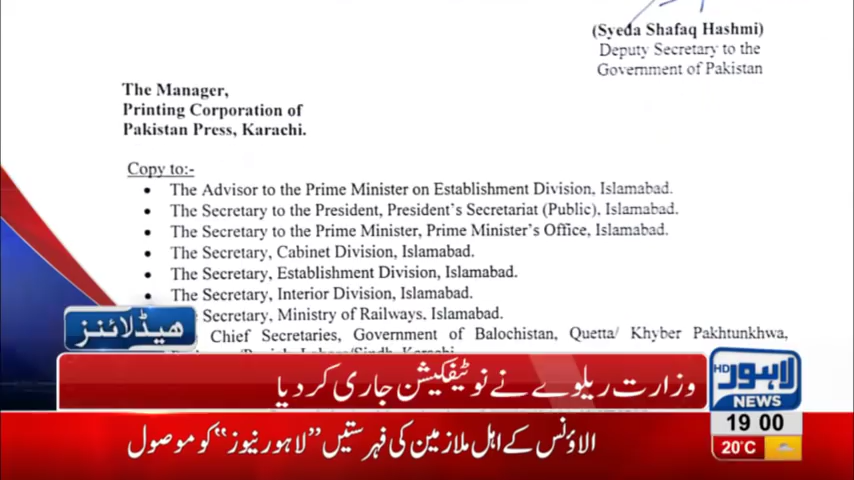 (Syeda Shafaq Hashmi)
Deputy Secretary to the
Government of Pakistan
The Manager,
Printing Corporation of
Pakistan Press, Karachi.
Copy to:-
• The Advisor to the Prime Minister on Establishment Division, Islamabad.
• The Secretary to the President, President's Secretariat (Public), Islamabad.
• The Secretary to the Prime Minister, Prime Minister's Office, Islamabad.
• The Secretary, Cabinet Division, Islamabad.
• The Secretary, Establishment Division, Islamabad.
• The Secretary, Interior Division, Islamabad.
Secretary, Ministry of Railways, Islamabad.
Chief Secretaries, Government of Balochistan, Quetta/ Khyber Pakhtunkhwa,
ہیڈلائنز
وزارت ریلوے نے نوٹیفکیشن جاری کر دیا
HD لاہور
NEWS
19 00
20°C
الاؤنس کے اہل ملازمین کی فہرستیں "لاہور نیوز" کو موصول